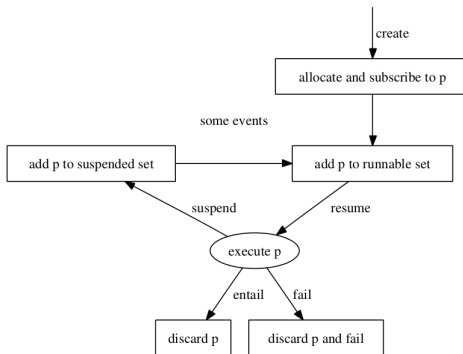 create
allocate and subscribe to p
some events
add p to suspended set
add p to runnable set
suspend
resume
execute p
entail
fail
discard p
discard p and fail